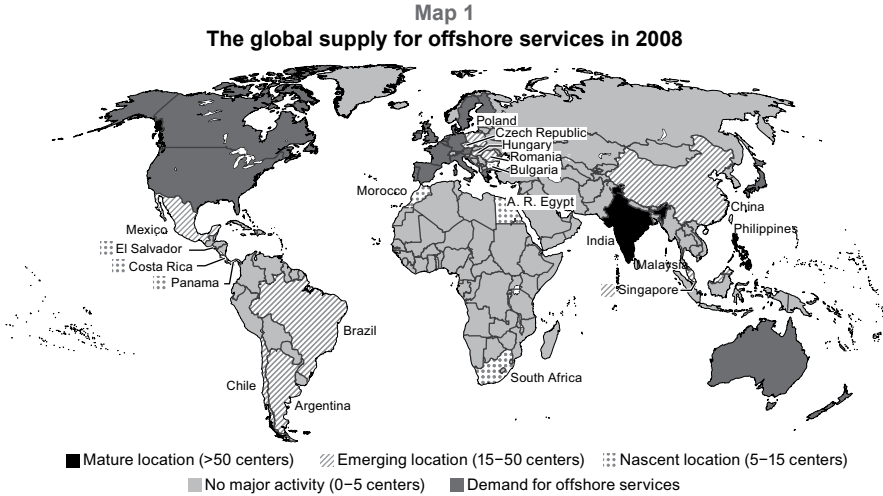 Map 1
The global supply for offshore services in 2008
Poland
Czech Republic
Hungary
Romania
Bulgaria
Morocco
A. R. Egypt
China
Mexico
Philippines
El Salvador
India
Malaysia
Costa Rica
Panama
Singapore
Brazil
South Africa
Chile
Argentina
Mature location (>50 centers)
Emerging location (15−50 centers)
Nascent location (5−15 centers)
No major activity (0−5 centers)
Demand for offshore services